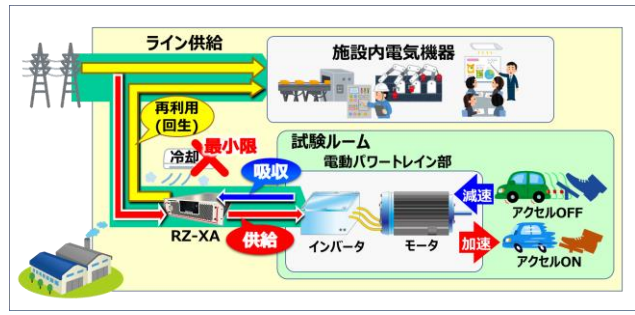 ライン供給
施設内電気機器
再利用
(回生)
冷却
最小限
試験ルーム
電動パワートレイン部
吸収
減速
アクセルOFF
RZ-XA
供給
インバータ
モータ
加速
アクセルON